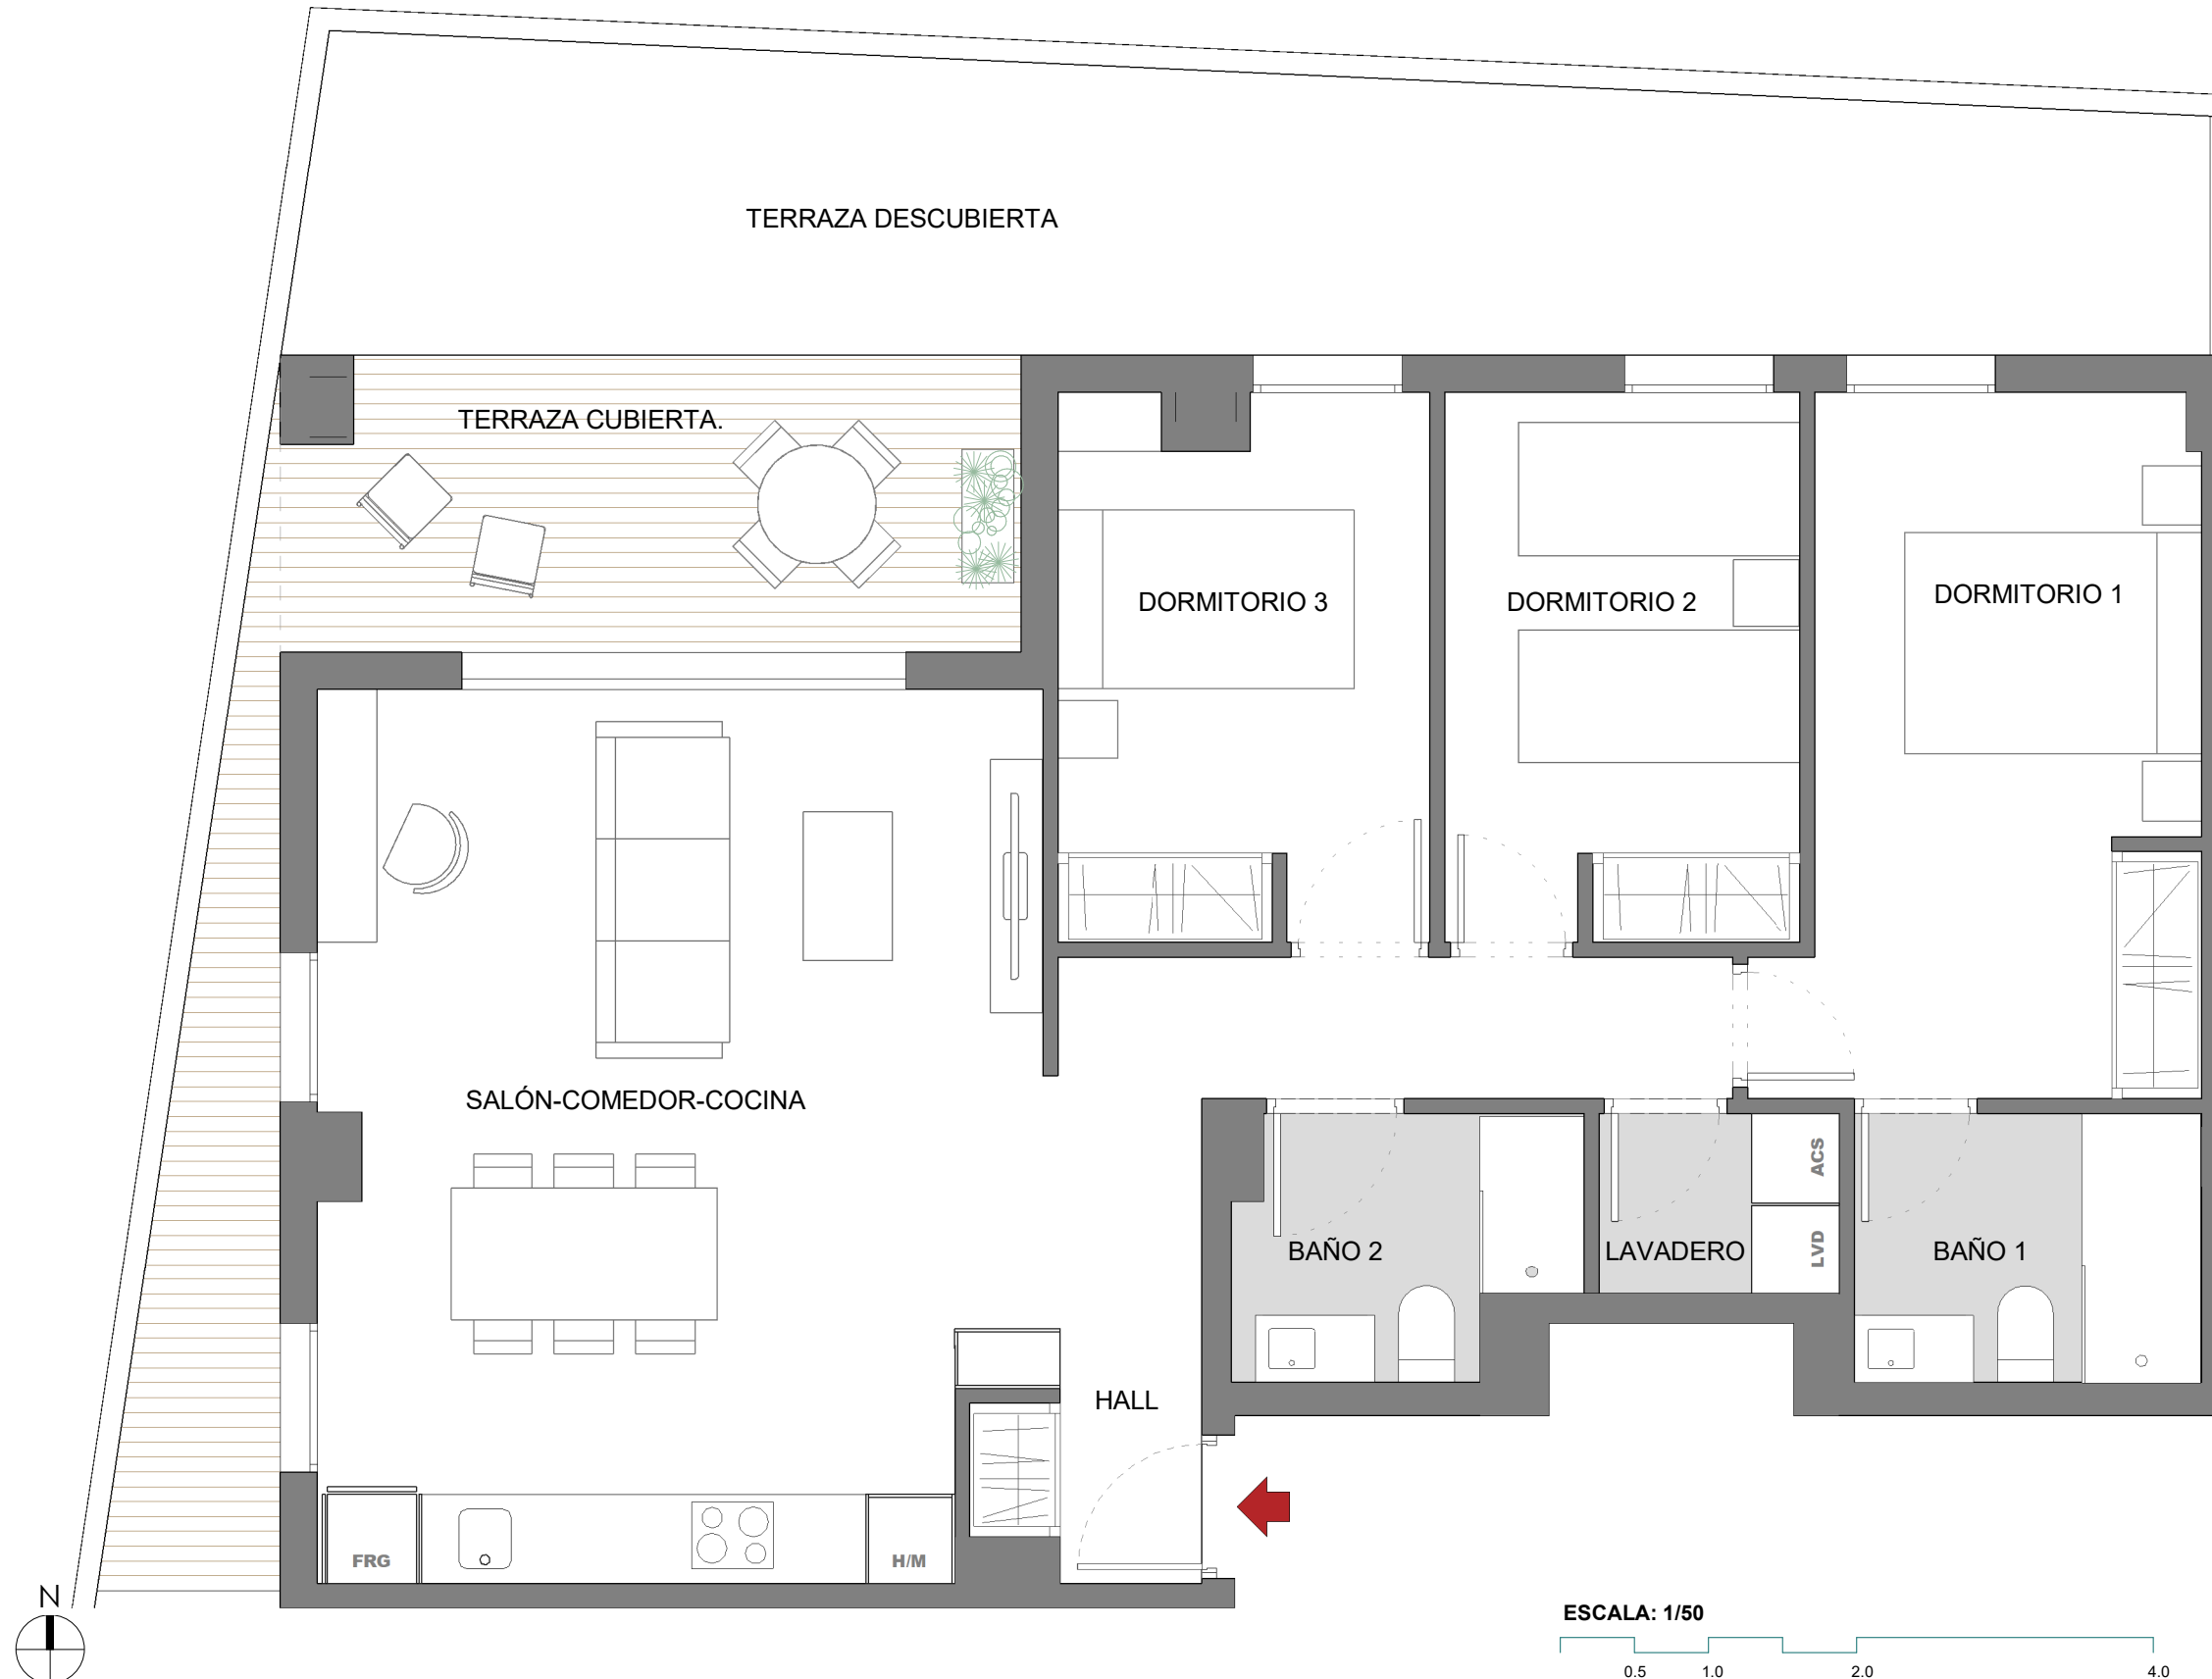 TERRAZA DESCUBIERTA
TERRAZA CUBIERTA.
DORMITORIO 3
DORMITORIO 2
DORMITORIO 1
SALÓN-COMEDOR-COCINA
ACS
LVD
BAÑO 2
LAVADERO
BAÑO 1
HALL
FRG
H/M
N
ESCALA: 1/50
0.5 1.0 2.0 4.0